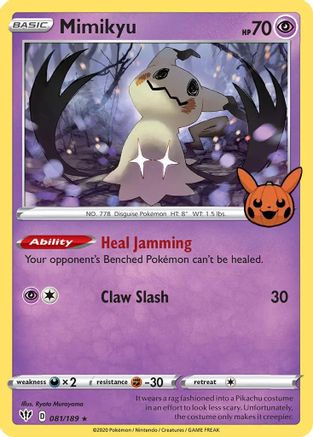 BASIC
Mimikyu
HP 70
NO. 778 Disguise Pokémon HT: 8" WT: 1.5 lbs.
Ability Heal Jamming
Your opponent's Benched Pokémon can't be healed.
Claw Slash 30
weakness ×2 resistance -30 retreat
Illus. Ryota Murayama
D 081/189 ★
It wears a rag fashioned into a Pikachu costume
in an effort to look less scary. Unfortunately,
the costume only makes it creepier.
©2020 Pokémon / Nintendo / Creatures / GAME FREAK